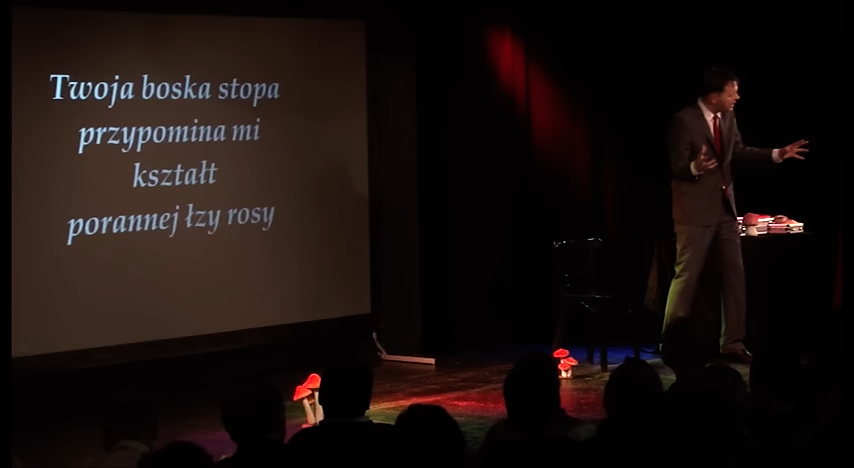 Twoja boska stopa
przypomina mi
kształt
porannej łzy rosy